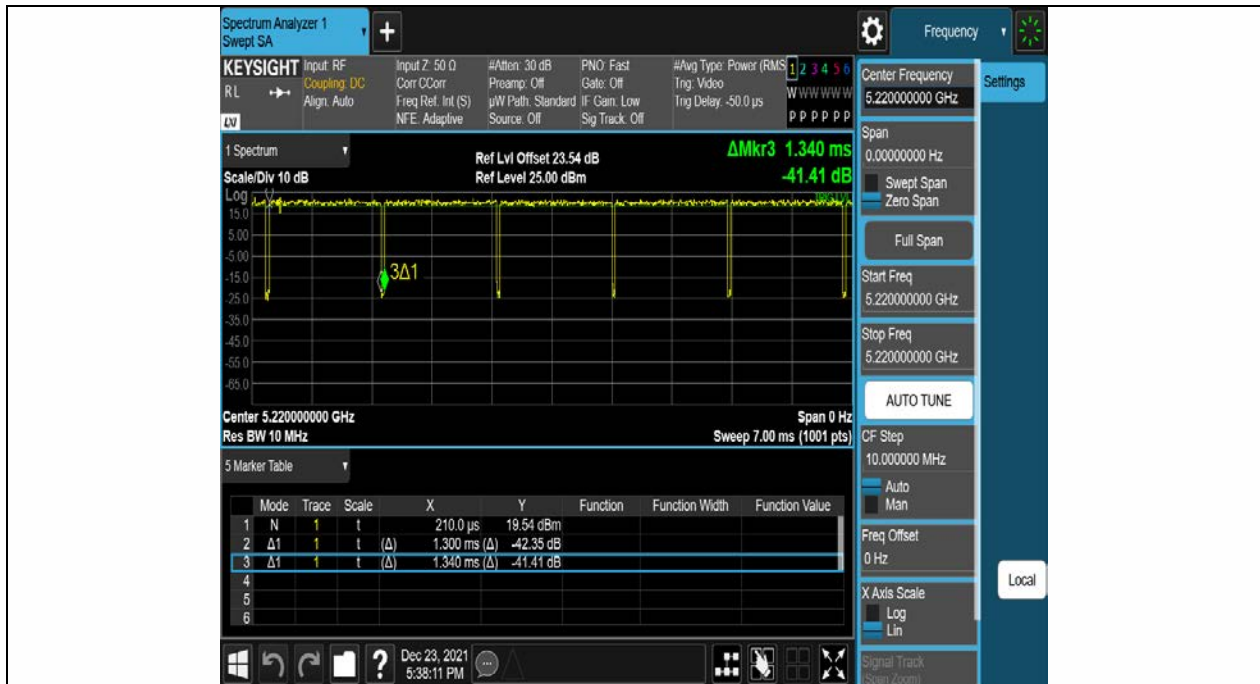 Spectrum Analyzer 1
Swept SA
+
Frequency
KEYSIGHT
RL
LXI
Input: RF
Coupling: DC
Align: Auto
Input Z: 50 Ω
Corr CCorr
Freq Ref: Int (S)
NFE: Adaptive
#Atten: 30 dB
Preamp: Off
µW Path: Standard
Source: Off
PNO: Fast
Gate: Off
IF Gain: Low
Sig Track: Off
#Avg Type: Power (RMS
Trig: Video
Trig Delay: -50.0 µs
1 2 3 4 5 6
W W W W W W
P P P P P P
1 Spectrum
Scale/Div 10 dB
Ref Lvl Offset 23.54 dB
Ref Level 25.00 dBm
ΔMkr3 1.340 ms
-41.41 dB
Log
15.0
5.00
-5.00
-15.0
-25.0
-35.0
-45.0
-55.0
-65.0
3Δ1
Center 5.220000000 GHz
Span 0 Hz
Res BW 10 MHz
Sweep 7.00 ms (1001 pts)
5 Marker Table
Mode Trace Scale X Y Function Function Width Function Value
1 N 1 t 210.0 µs 19.54 dBm
2 Δ1 1 t (Δ) 1.300 ms (Δ) -42.35 dB
3 Δ1 1 t (Δ) 1.340 ms (Δ) -41.41 dB
4
5
6
?
Dec 23, 2021
5:38:11 PM
Center Frequency
5.220000000 GHz
Settings
Span
0.00000000 Hz
Swept Span
Zero Span
Full Span
Start Freq
5.220000000 GHz
Stop Freq
5.220000000 GHz
AUTO TUNE
CF Step
10.000000 MHz
Auto
Man
Freq Offset
0 Hz
X Axis Scale
Log
Lin
Signal Track
(Span Zoom)
Local